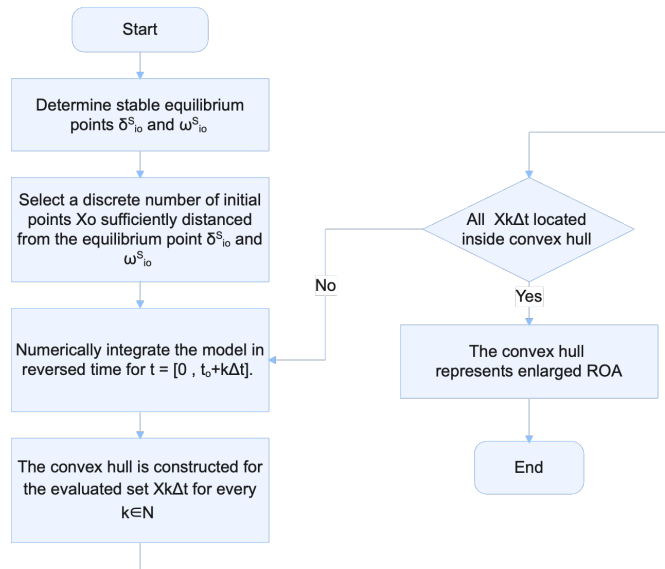 Start
Determine stable equilibrium
points δˢᵢₒ and ωˢᵢₒ
Select a discrete number of initial
points Xo sufficiently distanced
from the equilibrium point δˢᵢₒ and
ωˢᵢₒ
Numerically integrate the model in
reversed time for t = [0 , tₒ+kΔt].
The convex hull is constructed for
the evaluated set XkΔt for every
k∈N
All XkΔt located
inside convex hull
No
Yes
The convex hull
represents enlarged ROA
End